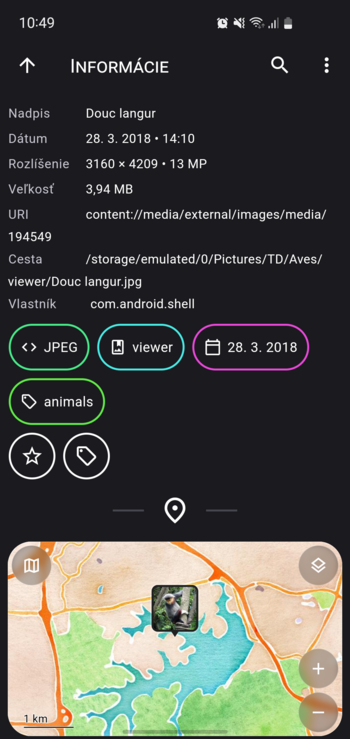 10:49
INFORMÁCIE
Nadpis Douc langur
Dátum 28. 3. 2018 • 14:10
Rozlíšenie 3160 × 4209 • 13 MP
Veľkosť 3,94 MB
URI content://media/external/images/media/
194549
Cesta /storage/emulated/0/Pictures/TD/Aves/
viewer/Douc langur.jpg
Vlastník com.android.shell
JPEG viewer 28. 3. 2018
animals
1 km